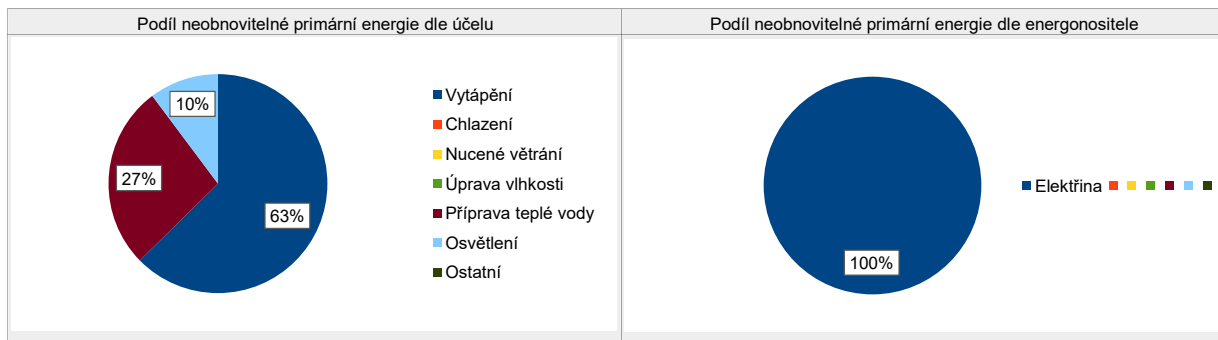 Podíl neobnovitelné primární energie dle účelu
Podíl neobnovitelné primární energie dle energonositele
10%
27%
63%
Vytápění
Chlazení
Nucené větrání
Úprava vlhkosti
Příprava teplé vody
Osvětlení
Ostatní
100%
Elektřina